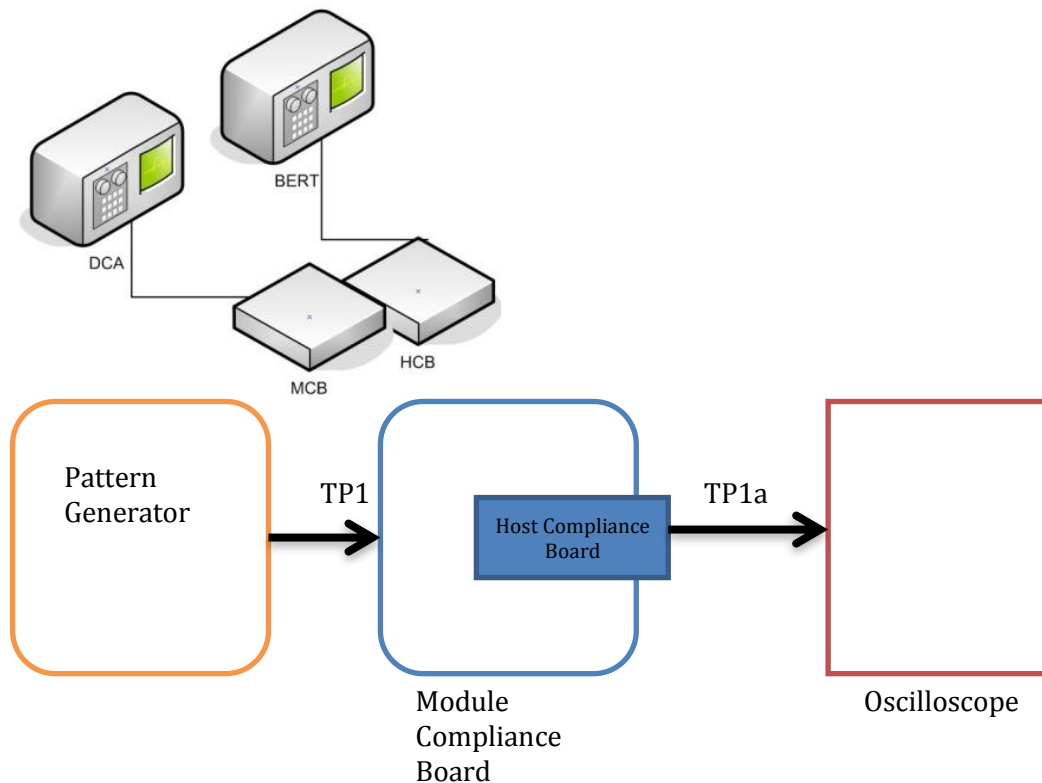 BERT
DCA
HCB
MCB
Pattern
Generator
TP1
Host Compliance
Board
TP1a
Module
Compliance
Board
Oscilloscope